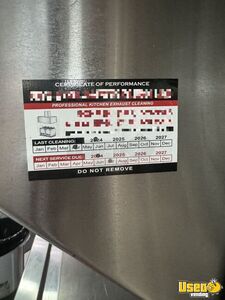 CERTIFICATE OF PERFORMANCE
PROFESSIONAL KITCHEN EXHAUST CLEANING
LAST CLEANING: 2024 2025 2026 2027
Jan Feb Mar May Jun Jul Aug Sep Oct Nov Dec
NEXT SERVICE DUE: 2024 2025 2026 2027
Jan Feb Mar Apr May Jun Jul Aug Sep Oct Nov Dec
DO NOT REMOVE
Used
vending